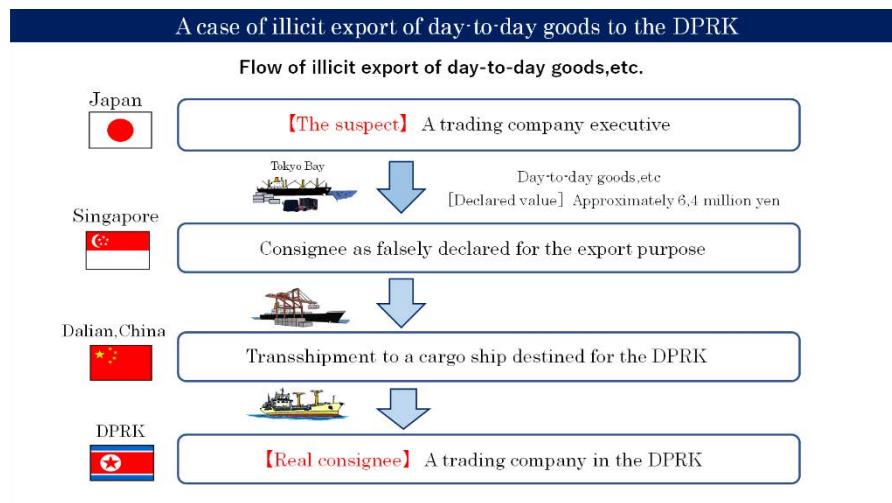 A case of illicit export of day-to-day goods to the DPRK
Flow of illicit export of day-to-day goods,etc.
Japan
【The suspect】 A trading company executive
Tokyo Bay
Day-to-day goods,etc
[Declared value] Approximately 6,4 million yen
Singapore
Consignee as falsely declared for the export purpose
Dalian,China
Transshipment to a cargo ship destined for the DPRK
DPRK
【Real consignee】 A trading company in the DPRK